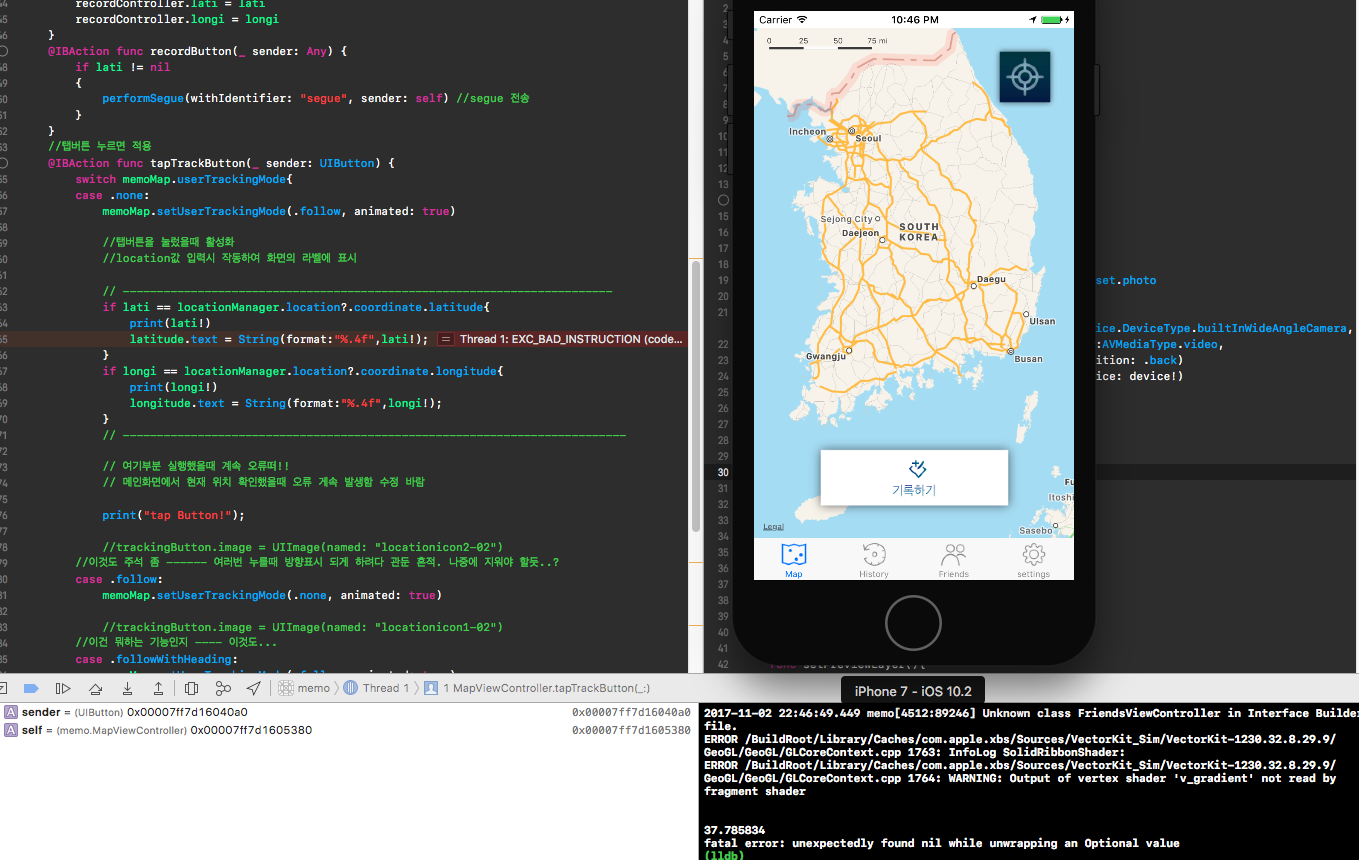 recordController.lati = lati
recordController.longi = longi
}
@IBAction func recordButton(_ sender: Any) {
if lati != nil
{
performSegue(withIdentifier: "segue", sender: self) //segue 전송
}
}
//탭버튼 누르면 적용
@IBAction func tapTrackButton(_ sender: UIButton) {
switch memoMap.userTrackingMode{
case .none:
memoMap.setUserTrackingMode(.follow, animated: true)
//탭버튼을 눌렀을때 활성화
//location값 입력시 작동하여 화면의 라벨에 표시
if lati == locationManager.location?.coordinate.latitude{
print(lati!)
latitude.text = String(format:"%.4f",lati!);
Thread 1: EXC_BAD_INSTRUCTION (code...
}
if longi == locationManager.location?.coordinate.longitude{
print(longi!)
longitude.text = String(format:"%.4f",longi!);
}
// 여기부분 실행했을때 계속 오류떠!!
// 메인화면에서 현재 위치 확인했을때 오류 계속 발생함 수정 바람
print("tap Button!");
//trackingButton.image = UIImage(named: "locationicon2-02")
//이것도 주석 좀 ------ 여러번 누를때 방향표시 되게 하려다 관둔 흔적. 나중에 지워야 할듯..?
case .follow:
memoMap.setUserTrackingMode(.none, animated: true)
//trackingButton.image = UIImage(named: "locationicon1-02")
//이건 뭐하는 기능인지 ---- 이것도...
case .followWithHeading:
Carrier
10:46 PM
0 25 50 75 mi
Incheon
Seoul
Sejong City
Daejeon
SOUTH
KOREA
Daegu
Ulsan
Gwangju
Busan
기록하기
Fu
Itoshi
Sasebo
Legal
Map
History
Friends
settings
set.photo
ice.DeviceType.builtInWideAngleCamera,
:AVMediaType.video,
ition: .back)
ice: device!)
iPhone 7 - iOS 10.2
memo
Thread 1
1 MapViewController.tapTrackButton(_:)
A sender = (UIButton) 0x00007ff7d16040a0
0x00007ff7d16040a0
A self = (memo.MapViewController) 0x00007ff7d1605380
0x00007ff7d1605380
2017-11-02 22:46:49.449 memo[4512:89246] Unknown class FriendsViewController in Interface Builder
file.
ERROR /BuildRoot/Library/Caches/com.apple.xbs/Sources/VectorKit_Sim/VectorKit-1230.32.8.29.9/
GeoGL/GeoGL/GLCoreContext.cpp 1763: InfoLog SolidRibbonShader:
ERROR /BuildRoot/Library/Caches/com.apple.xbs/Sources/VectorKit_Sim/VectorKit-1230.32.8.29.9/
GeoGL/GeoGL/GLCoreContext.cpp 1764: WARNING: Output of vertex shader 'v_gradient' not read by
fragment shader
37.785834
fatal error: unexpectedly found nil while unwrapping an Optional value
(lldb)